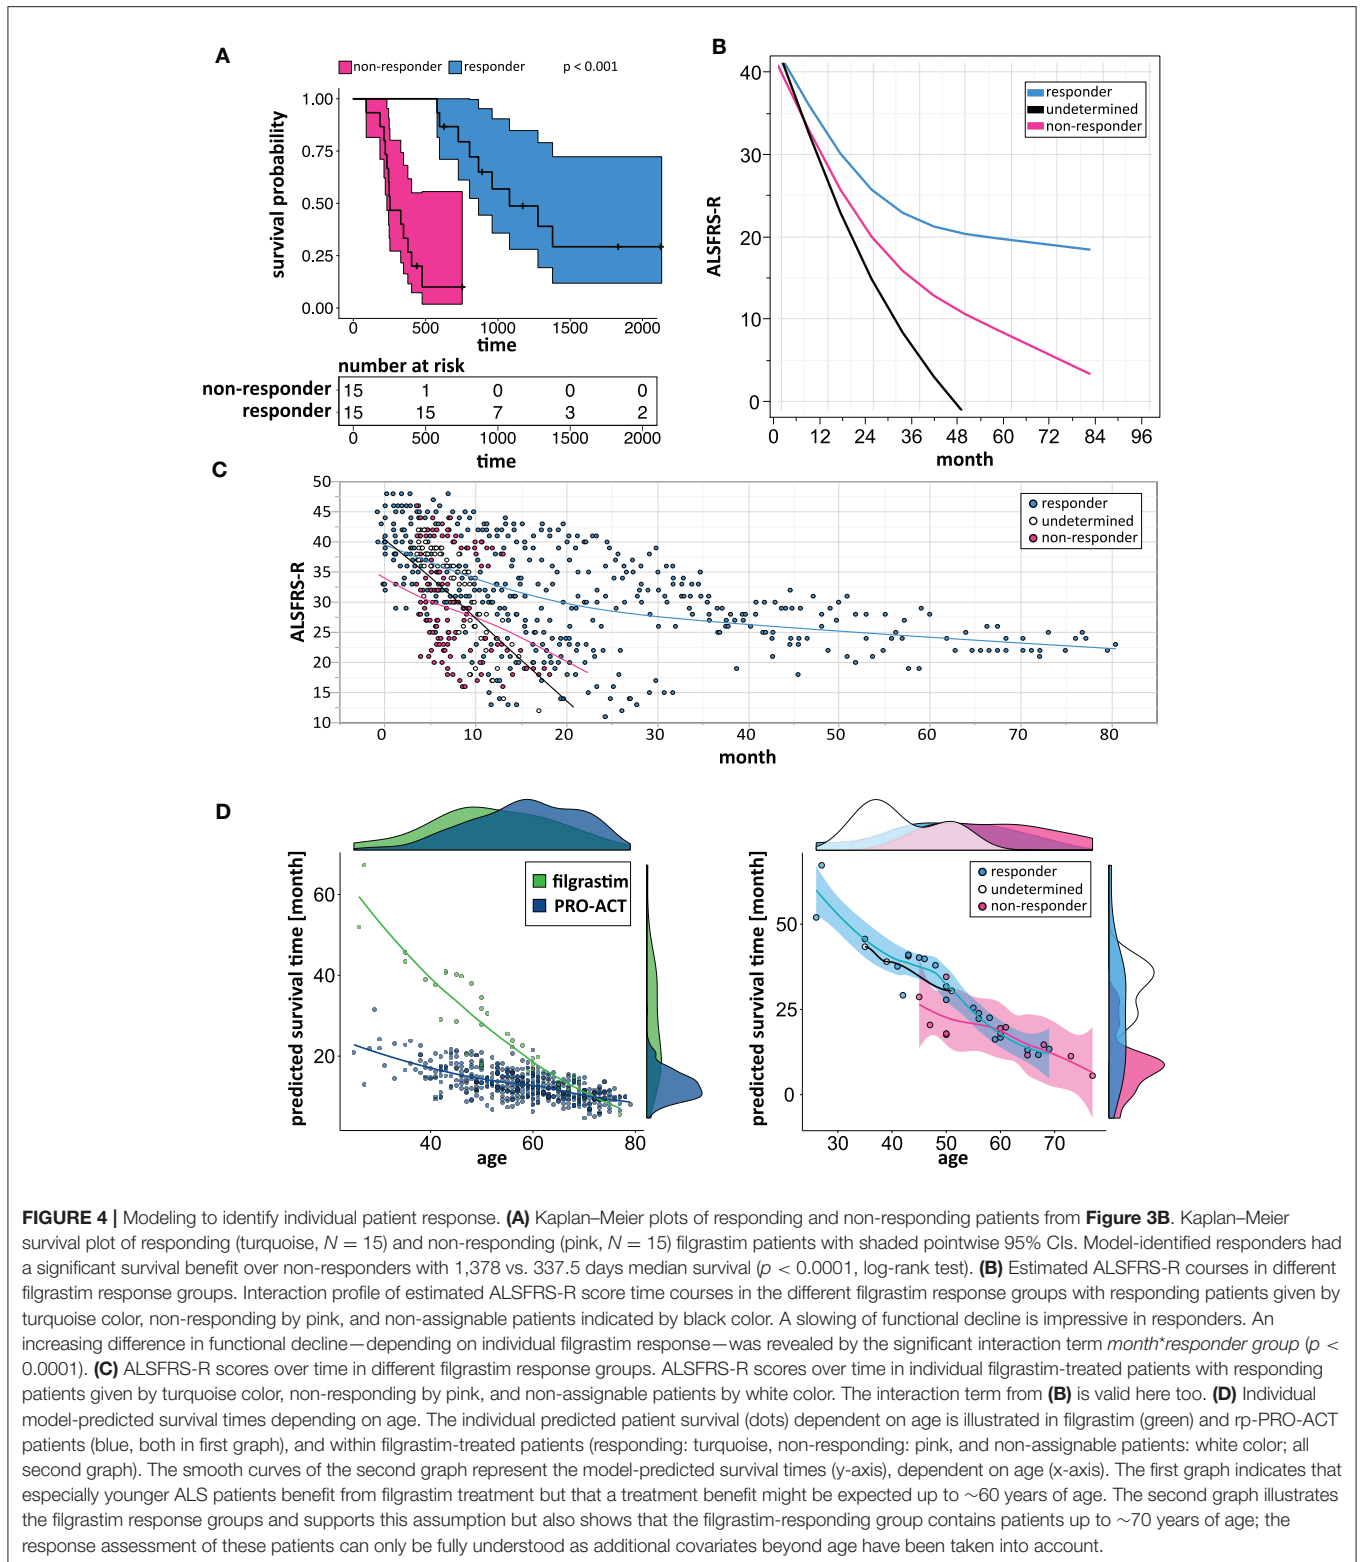 A
non-responder responder p < 0.001
survival probability
1.00
0.75
0.50
0.25
0.00
0 500 1000 1500 2000
time
number at risk
non-responder 15 1 0 0 0
responder 15 15 7 3 2
0 500 1000 1500 2000
time
B
ALSFRS-R
40
30
20
10
0
responder
undetermined
non-responder
0 12 24 36 48 60 72 84 96
month
C
ALSFRS-R
50
45
40
35
30
25
20
15
10
responder
undetermined
non-responder
0 10 20 30 40 50 60 70 80
month
D
predicted survival time [month]
60
40
20
filgrastim
PRO-ACT
40 60 80
age
predicted survival time [month]
50
25
0
responder
undetermined
non-responder
30 40 50 60 70
age
FIGURE 4 | Modeling to identify individual patient response. (A) Kaplan–Meier plots of responding and non-responding patients from Figure 3B. Kaplan–Meier
survival plot of responding (turquoise, N = 15) and non-responding (pink, N = 15) filgrastim patients with shaded pointwise 95% CIs. Model-identified responders had
a significant survival benefit over non-responders with 1,378 vs. 337.5 days median survival (p < 0.0001, log-rank test). (B) Estimated ALSFRS-R courses in different
filgrastim response groups. Interaction profile of estimated ALSFRS-R score time courses in the different filgrastim response groups with responding patients given by
turquoise color, non-responding by pink, and non-assignable patients indicated by black color. A slowing of functional decline is impressive in responders. An
increasing difference in functional decline—depending on individual filgrastim response—was revealed by the significant interaction term month*responder group (p <
0.0001). (C) ALSFRS-R scores over time in different filgrastim response groups. ALSFRS-R scores over time in individual filgrastim-treated patients with responding
patients given by turquoise color, non-responding by pink, and non-assignable patients by white color. The interaction term from (B) is valid here too. (D) Individual
model-predicted survival times depending on age. The individual predicted patient survival (dots) dependent on age is illustrated in filgrastim (green) and rp-PRO-ACT
patients (blue, both in first graph), and within filgrastim-treated patients (responding: turquoise, non-responding: pink, and non-assignable patients: white color; all
second graph). The smooth curves of the second graph represent the model-predicted survival times (y-axis), dependent on age (x-axis). The first graph indicates that
especially younger ALS patients benefit from filgrastim treatment but that a treatment benefit might be expected up to ∼60 years of age. The second graph illustrates
the filgrastim response groups and supports this assumption but also shows that the filgrastim-responding group contains patients up to ∼70 years of age; the
response assessment of these patients can only be fully understood as additional covariates beyond age have been taken into account.